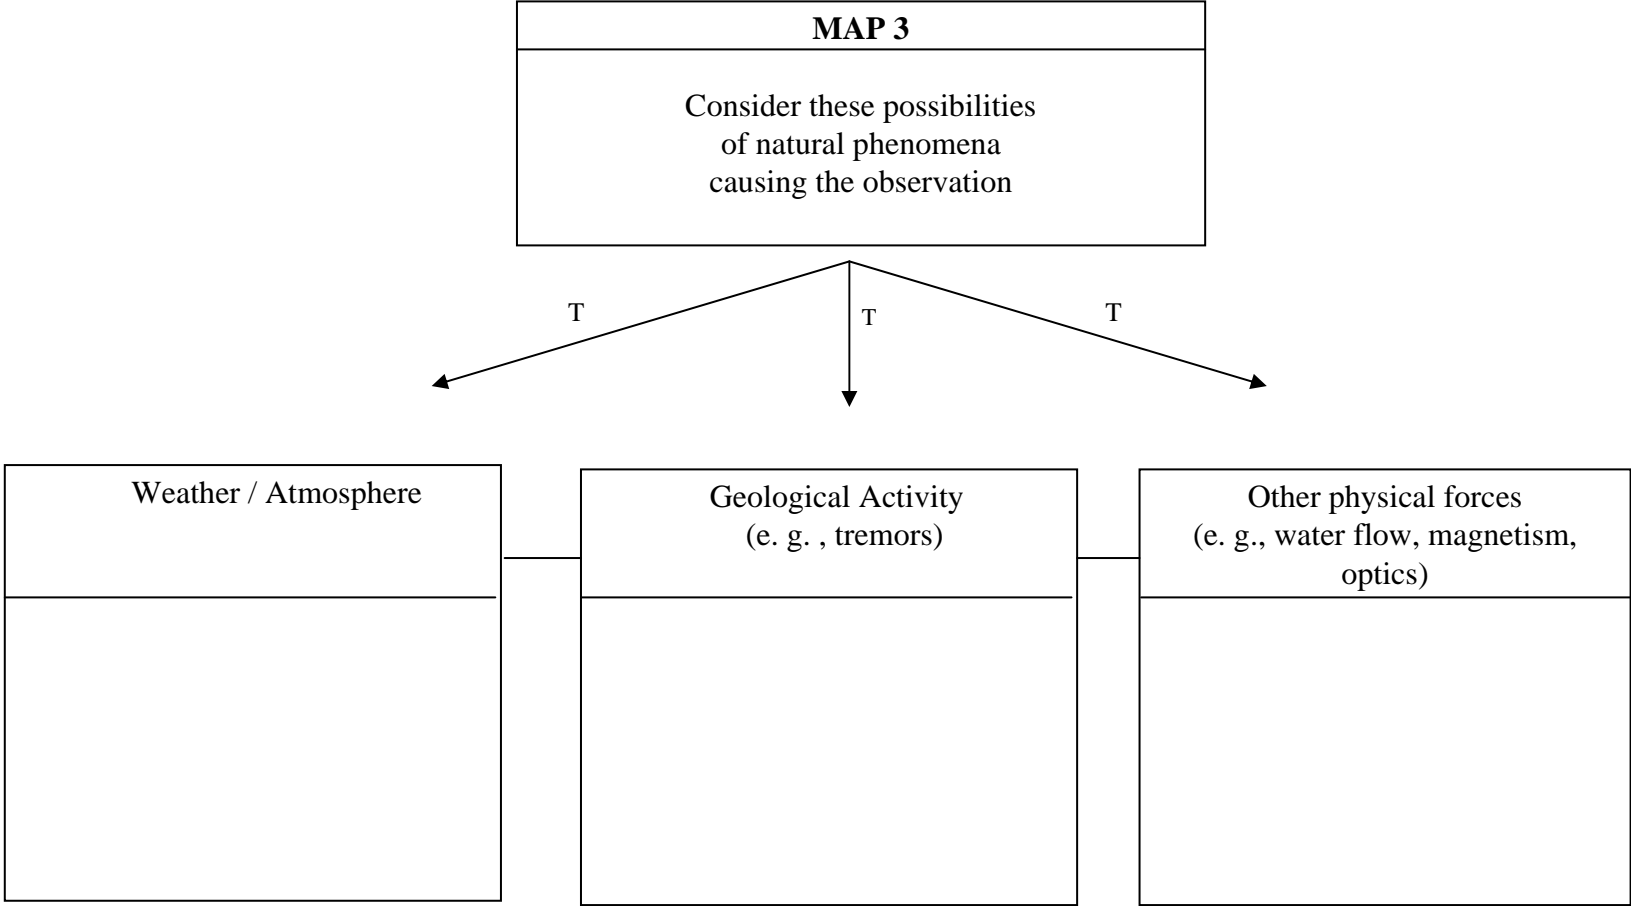 MAP 3
Consider these possibilities
of natural phenomena
causing the observation
T
T
T
Weather / Atmosphere
Geological Activity
(e. g. , tremors)
Other physical forces
(e. g., water flow, magnetism,
optics)